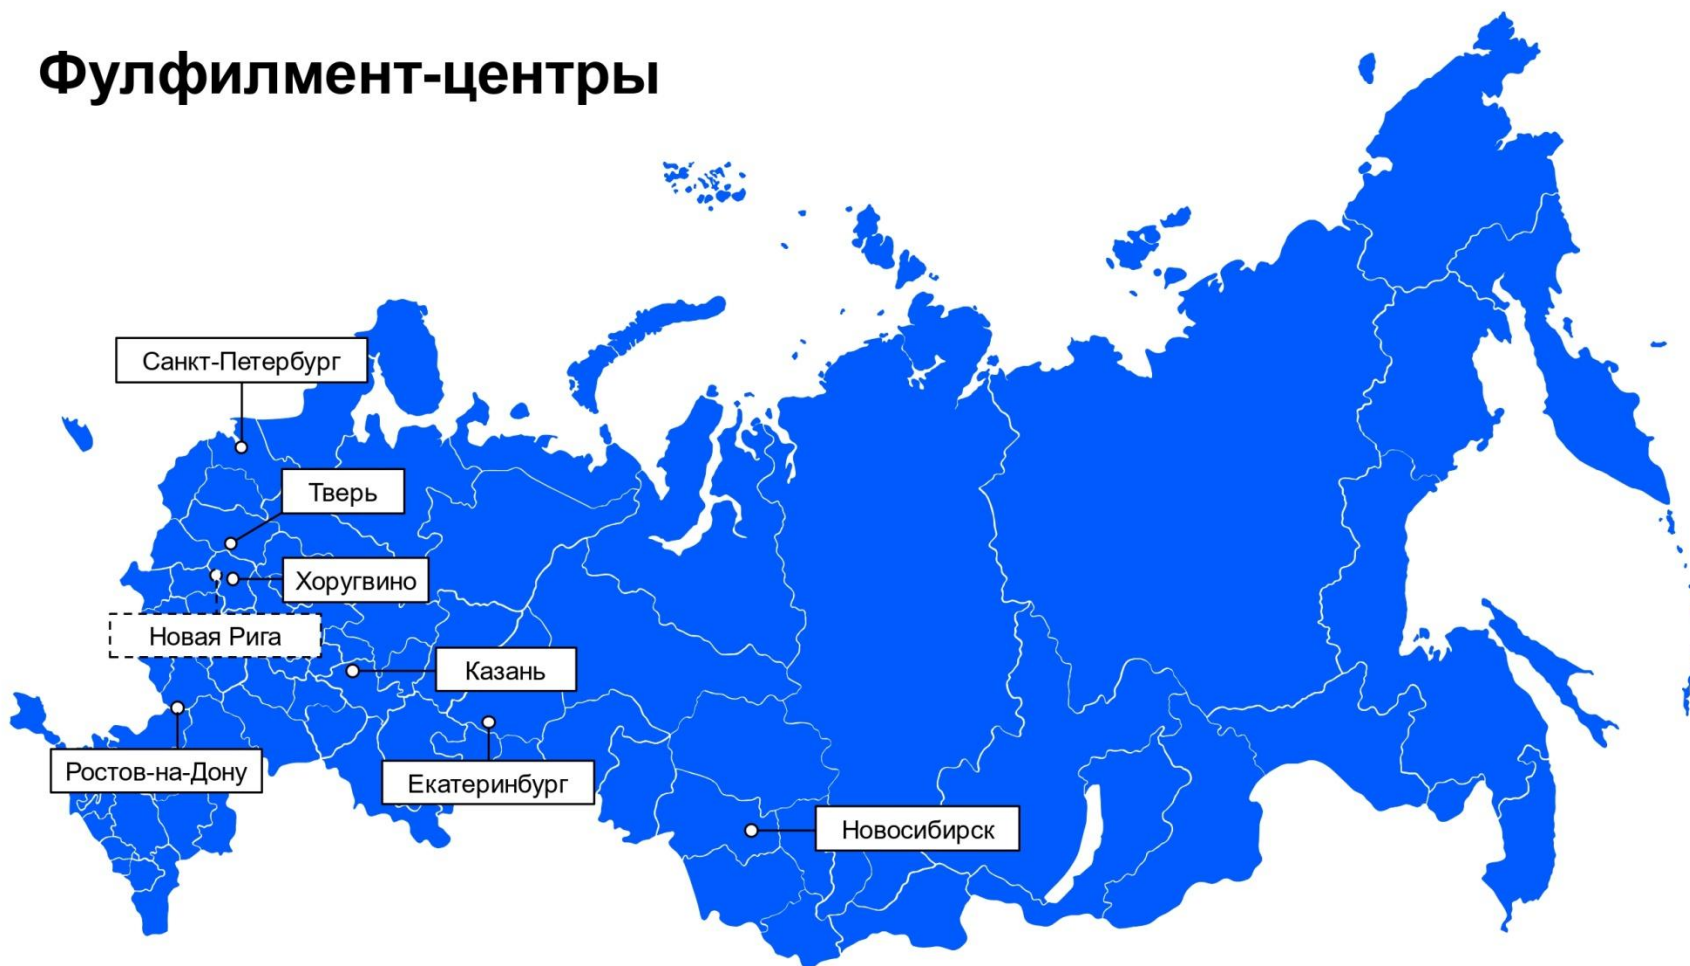 Фулфилмент-центры
Санкт-Петербург
Тверь
Хоругвино
Новая Рига
Казань
Ростов-на-Дону
Екатеринбург
Новосибирск